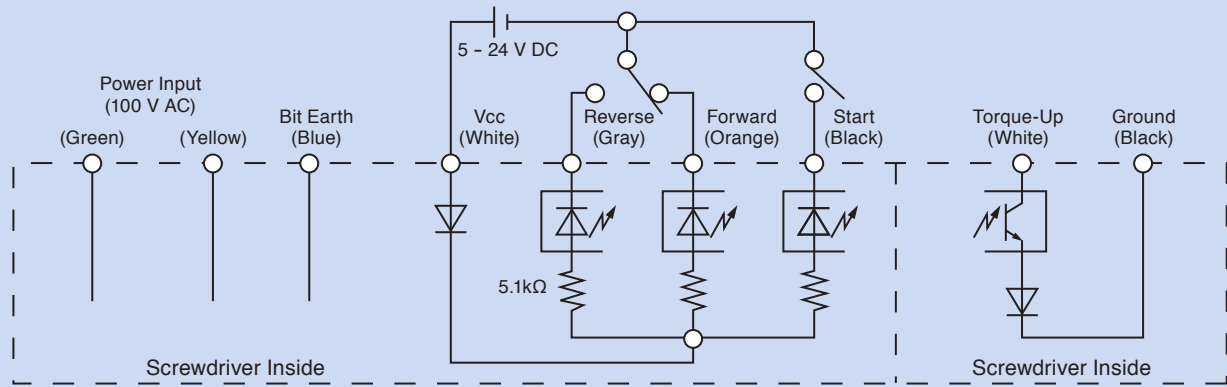 5 – 24 V DC
Power Input
(100 V AC)
(Green)
(Yellow)
Bit Earth
(Blue)
Vcc
(White)
Reverse
(Gray)
Forward
(Orange)
Start
(Black)
Torque-Up
(White)
Ground
(Black)
5.1kΩ
Screwdriver Inside
Screwdriver Inside